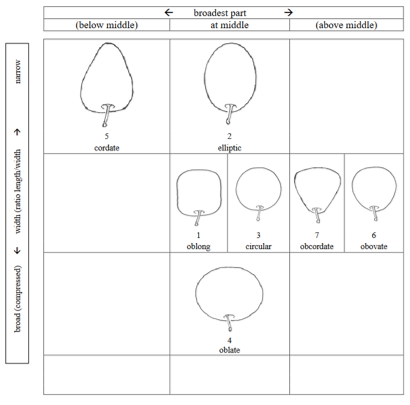 ← broadest part →
(below middle) at middle (above middle)
narrow
← width (ratio length/width) →
broad (compressed)
5
cordate
2
elliptic
1
oblong
3
circular
7
obcordate
6
obovate
4
oblate